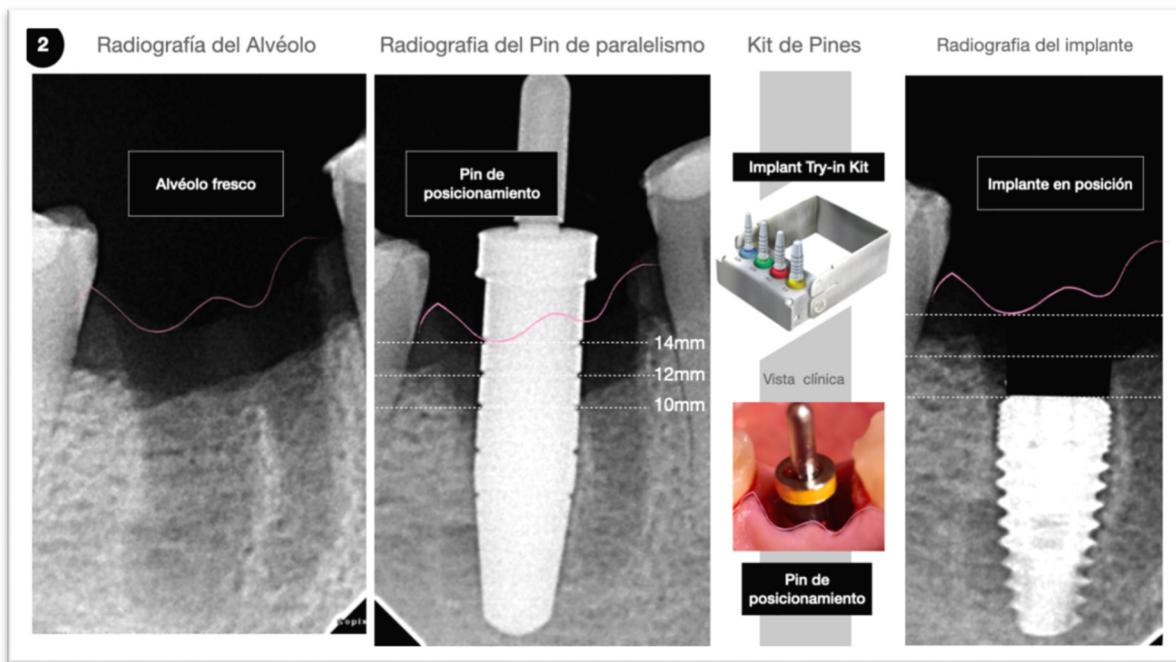 2
Radiografía del Alvéolo
Radiografia del Pin de paralelismo
Kit de Pines
Radiografia del implante
Alvéolo fresco
Pin de
posicionamiento
Implant Try-in Kit
Implante en posición
14mm
12mm
10mm
Vista clínica
Pin de
posicionamiento